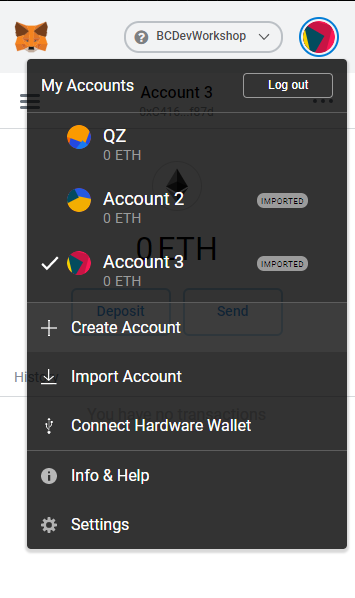 BCDevWorkshop
My Accounts
Log out
Account 3
0xC416...f87d
QZ
0 ETH
Account 2
IMPORTED
0 ETH
0 ETH
Account 3
IMPORTED
0 ETH
Deposit
Send
Create Account
History
Import Account
You have no transactions
Connect Hardware Wallet
Info & Help
Settings